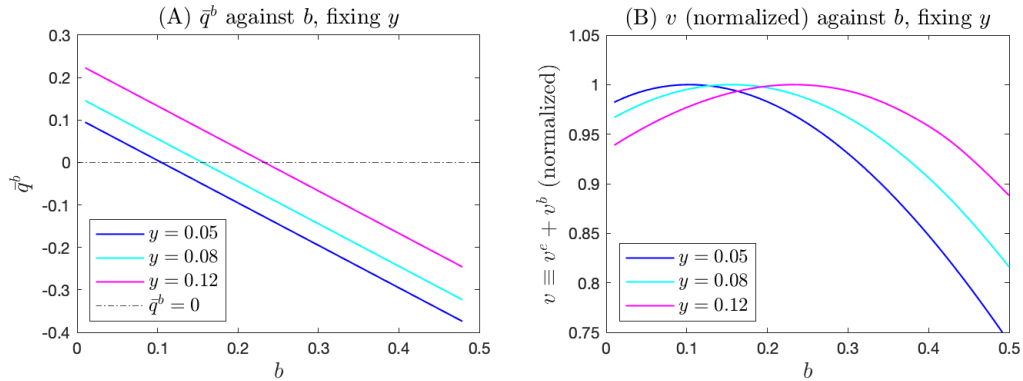 (A) q̄ᵇ against b, fixing y
0.3
0.2
0.1
0
-0.1
-0.2
-0.3
-0.4
q̄ᵇ
y = 0.05
y = 0.08
y = 0.12
q̄ᵇ = 0
0
0.1
0.2
0.3
0.4
0.5
b
(B) v (normalized) against b, fixing y
1.05
1
0.95
0.9
0.85
0.8
0.75
v ≡ vᵉ + vᵇ (normalized)
y = 0.05
y = 0.08
y = 0.12
0
0.1
0.2
0.3
0.4
0.5
b